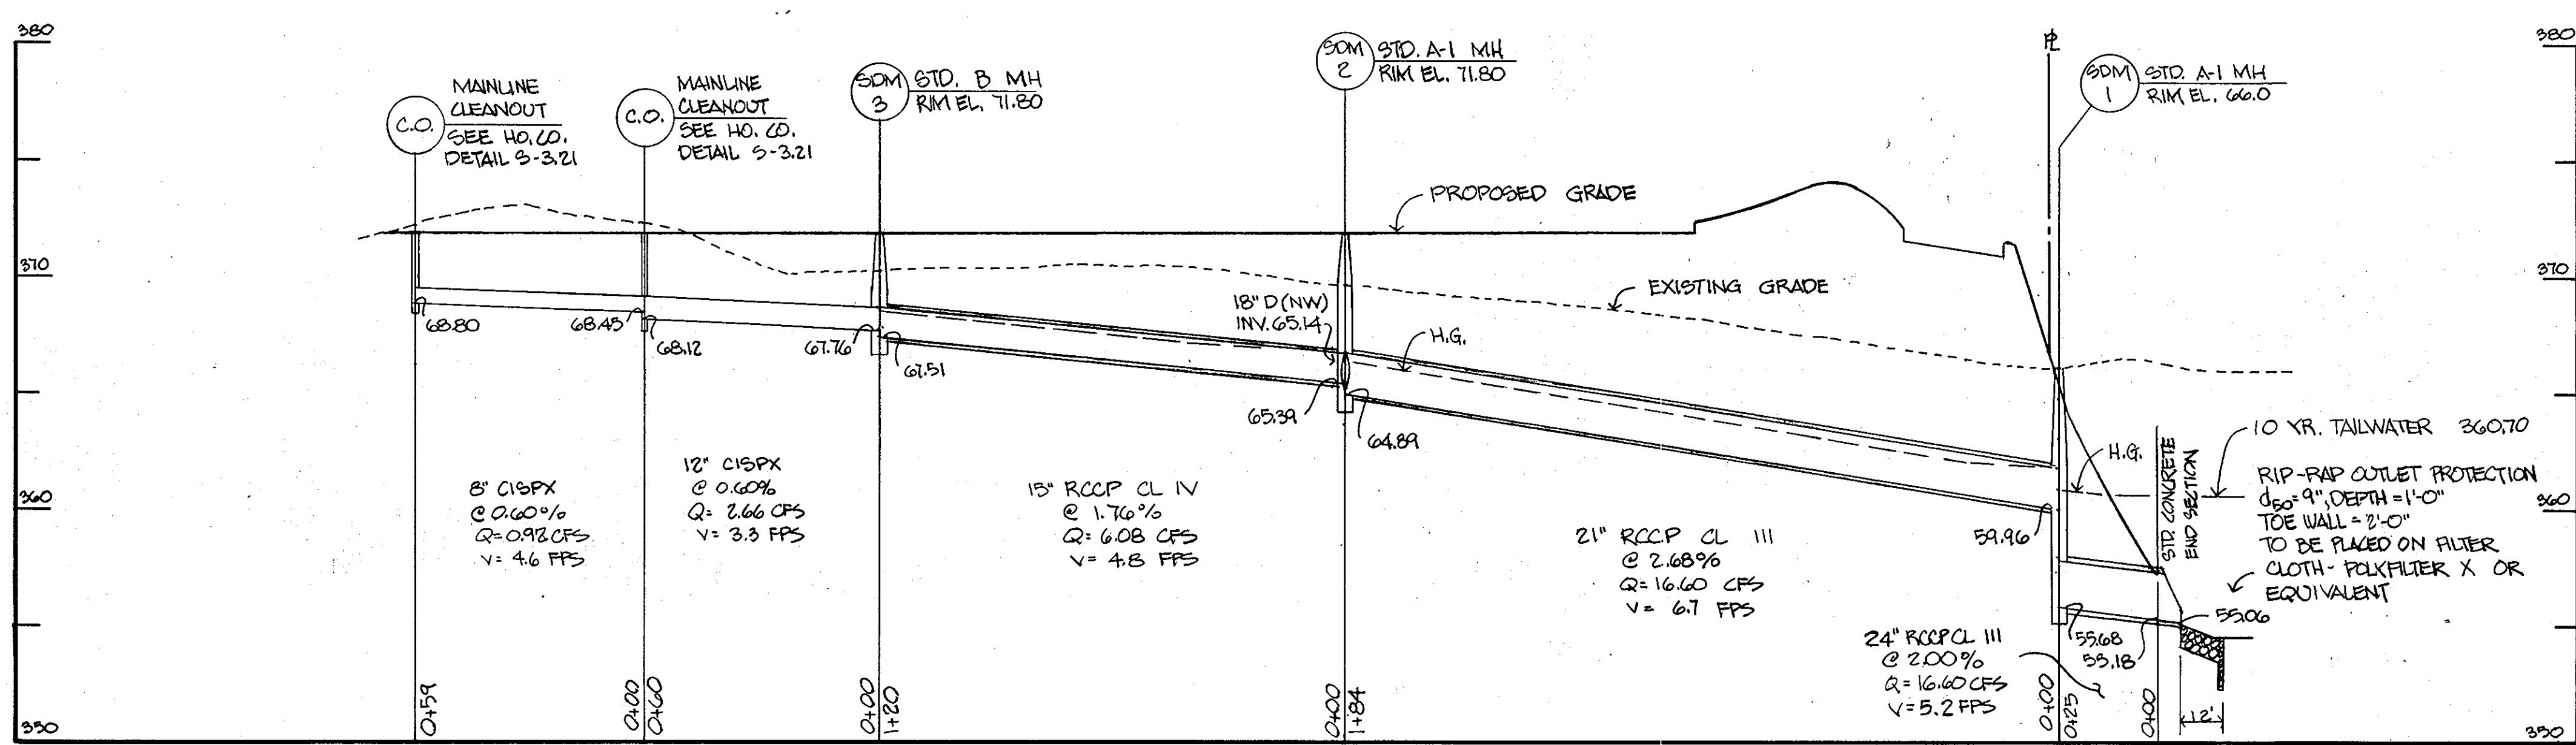 380
380
MAINLINE
CLEANOUT
C.O.
SEE HO. CO.
DETAIL S-3.21
MAINLINE
CLEANOUT
C.O.
SEE HO. CO.
DETAIL S-3.21
SDM
3
STD. B MH
RIM EL. 71.80
SDM
2
STD. A-1 MH
RIM EL. 71.80
PL
SDM
1
STD. A-1 MH
RIM EL. 66.0
PROPOSED GRADE
370
370
EXISTING GRADE
18" D (NW)
INV. 65.14
H.G.
68.80
68.45
68.12
67.76
67.51
65.39
64.89
10 YR. TAILWATER 360.70
H.G.
STD. CONCRETE
END SECTION
RIP-RAP OUTLET PROTECTION
d50 = 9", DEPTH = 1'-0"
TOE WALL = 2'-0"
TO BE PLACED ON FILTER
CLOTH - POLYFILTER X OR
EQUIVALENT
360
360
8" CISPX
@ 0.60%
Q= 0.98 CFS
V= 4.6 FPS
12" CISPX
@ 0.60%
Q= 2.66 CFS
V= 3.3 FPS
15" RCCP CL IV
@ 1.76%
Q= 6.08 CFS
V= 4.8 FPS
21" RCCP CL III
@ 2.68%
Q= 16.60 CFS
V= 6.7 FPS
59.96
55.06
55.68
55.18
24" RCCP CL III
@ 2.00%
Q= 16.60 CFS
V= 5.2 FPS
0+59
0+00
0+60
0+00
1+20
0+00
1+84
0+00
0+25
0+00
12'
350
350